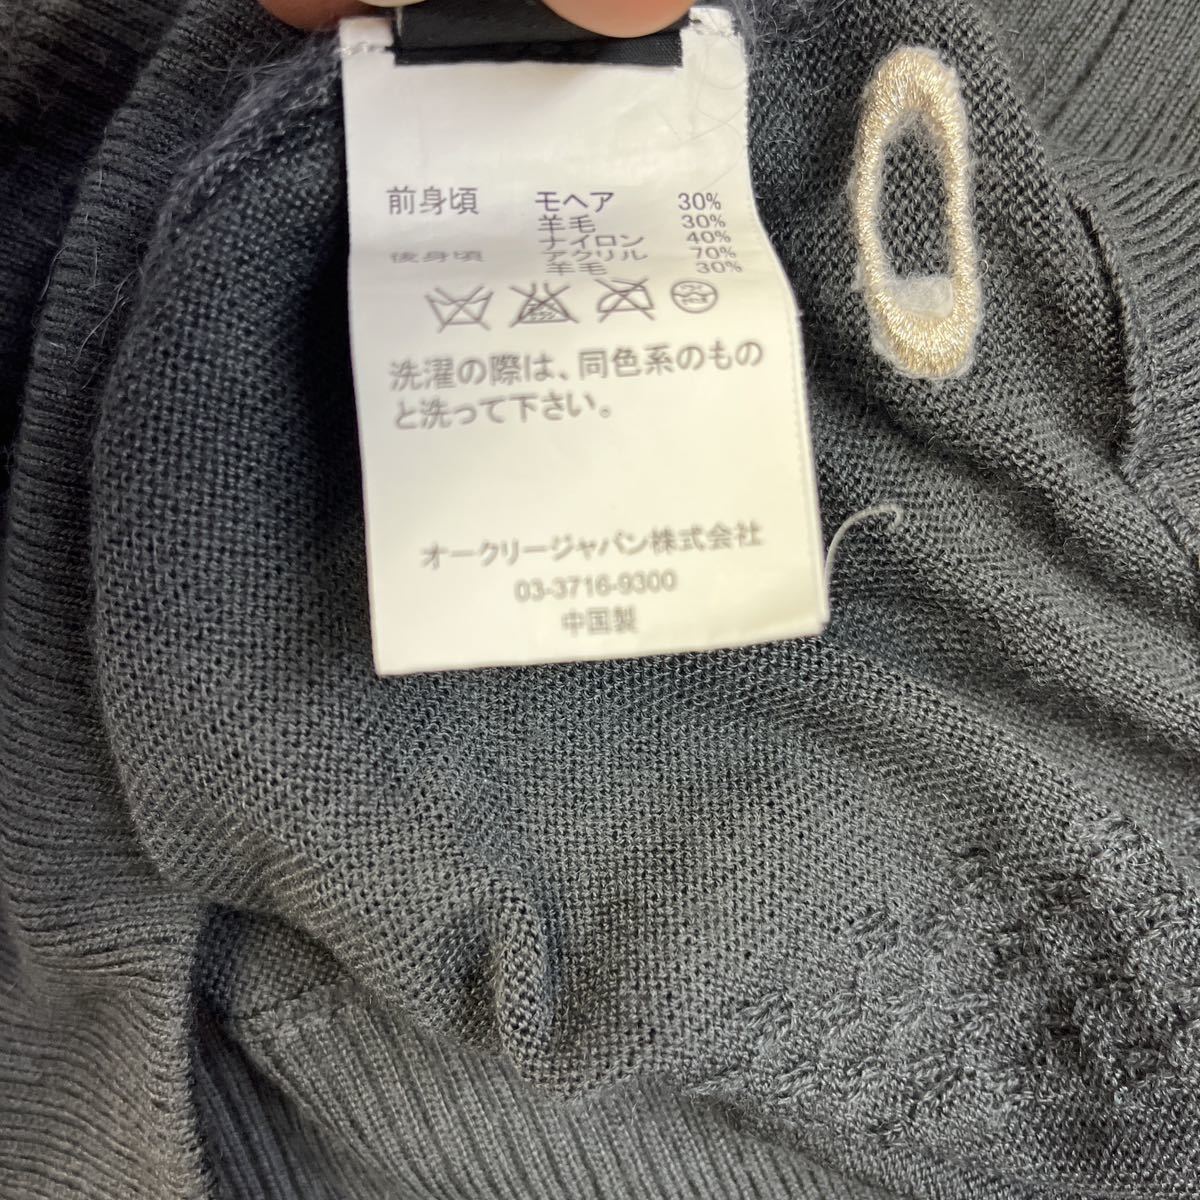 前身頃 モヘア 30%
羊毛 30%
ナイロン 40%
後身頃 アクリル 70%
羊毛 30%
洗濯の際は、同色系のもの
と洗って下さい。
オークリージャパン株式会社
03-3716-9300
中国製